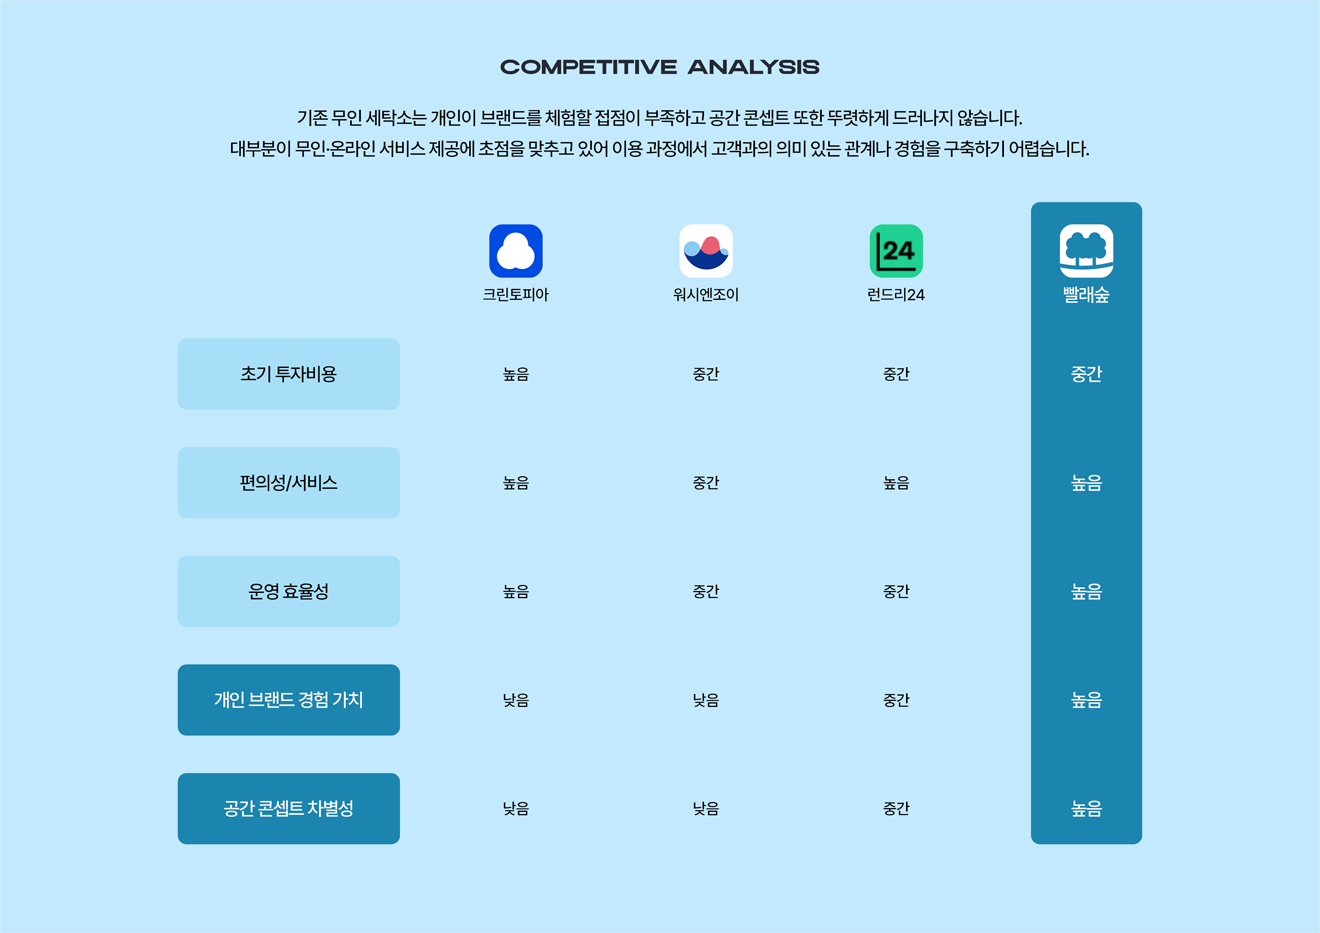 COMPETITIVE ANALYSIS
기존 무인 세탁소는 개인이 브랜드를 체험할 접점이 부족하고 공간 콘셉트 또한 뚜렷하게 드러나지 않습니다.
대부분이 무인·온라인 서비스 제공에 초점을 맞추고 있어 이용 과정에서 고객과의 의미 있는 관계나 경험을 구축하기 어렵습니다.
24
크린토피아 워시엔조이 런드리24 빨래숲
초기 투자비용 높음 중간 중간 중간
편의성/서비스 높음 중간 높음 높음
운영 효율성 높음 중간 중간 높음
개인 브랜드 경험 가치 낮음 낮음 중간 높음
공간 콘셉트 차별성 낮음 낮음 중간 높음